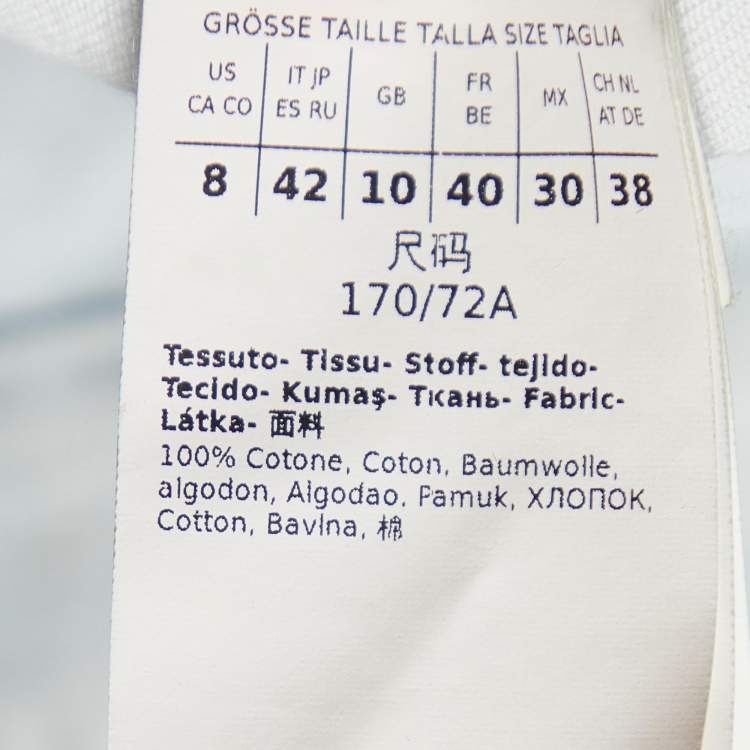 GRÖSSE TAILLE TALLA SIZE TAGLIA
US IT JP GB FR MX CH NL
CA CO ES RU BE AT DE
8 42 10 40 30 38
尺码
170/72A
Tessuto- Tissu- Stoff- tejido-
Tecido- Kumaş- Ткань- Fabric-
Látka- 面料
100% Cotone, Coton, Baumwolle,
algodon, Algodao, Pamuk, ХЛОПОК,
Cotton, Bavlna, 棉